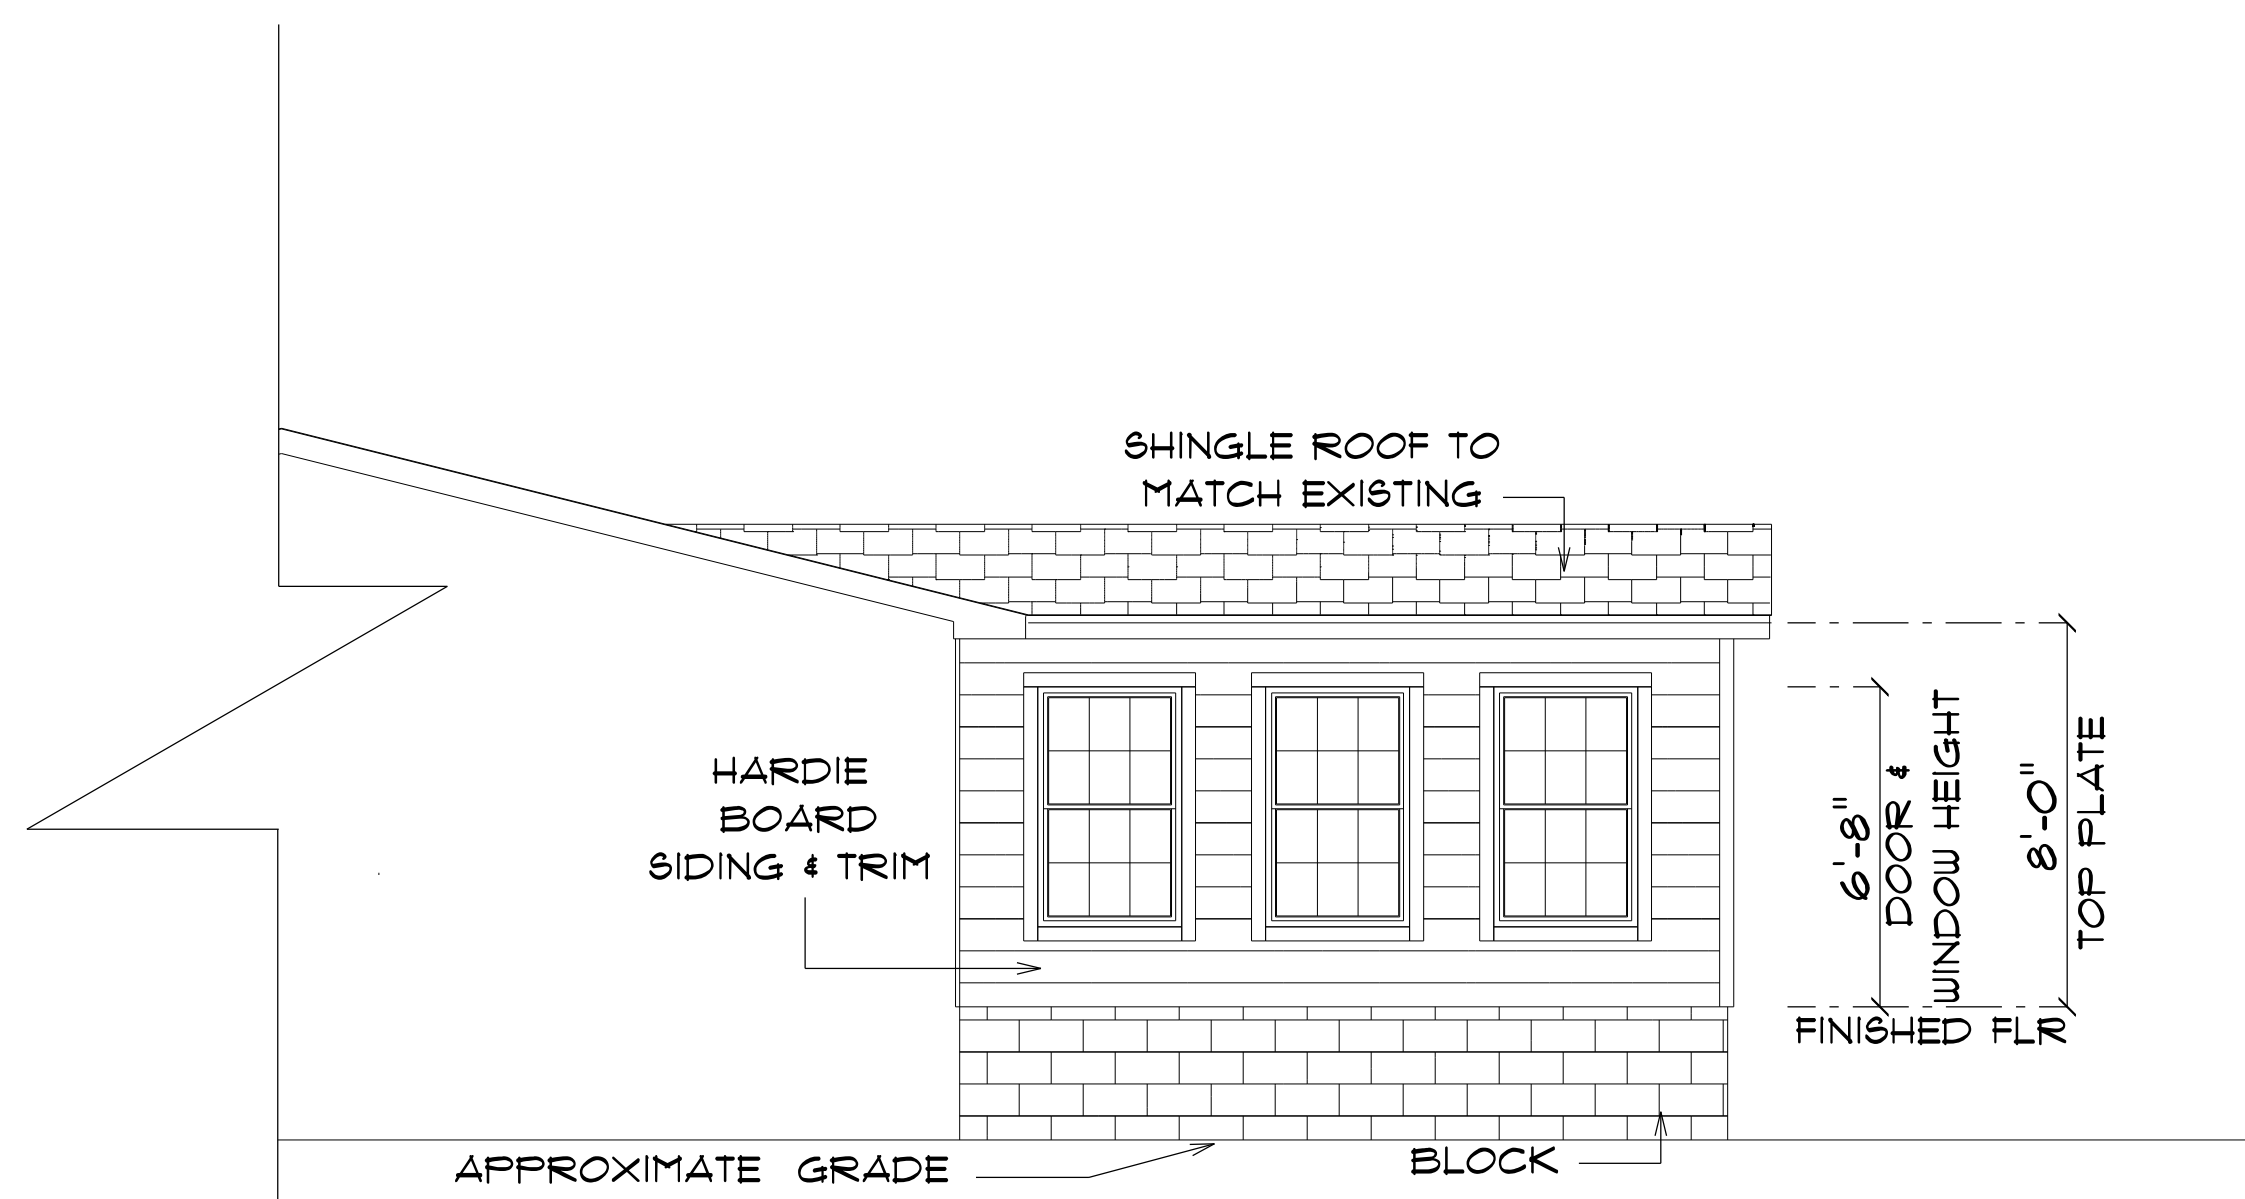 SHINGLE ROOF TO
MATCH EXISTING
HARDIE
BOARD
SIDING & TRIM
6'-8"
DOOR &
WINDOW HEIGHT
8'-0"
TOP PLATE
FINISHED FLR
APPROXIMATE GRADE
BLOCK